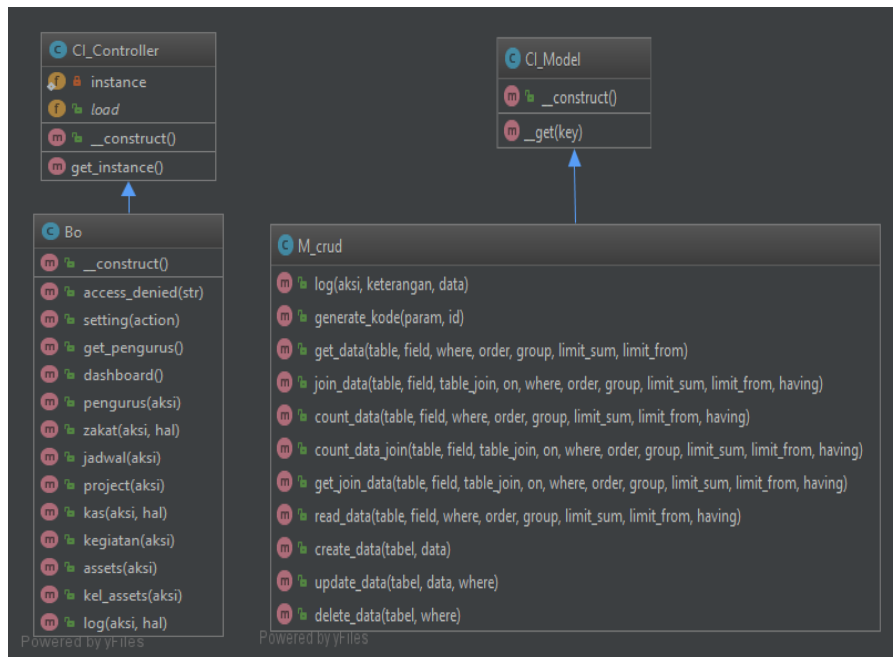 CI_Controller
instance
load
__construct()
get_instance()
Bo
__construct()
access_denied(str)
setting(action)
get_pengurus()
dashboard()
pengurus(aksi)
zakat(aksi, hal)
jadwal(aksi)
project(aksi)
kas(aksi, hal)
kegiatan(aksi)
assets(aksi)
kel_assets(aksi)
log(aksi, hal)
Powered by yFiles
CI_Model
__construct()
__get(key)
M_crud
log(aksi, keterangan, data)
generate_kode(param, id)
get_data(table, field, where, order, group, limit_sum, limit_from)
join_data(table, field, table_join, on, where, order, group, limit_sum, limit_from, having)
count_data(table, field, where, order, group, limit_sum, limit_from, having)
count_data_join(table, field, table_join, on, where, order, group, limit_sum, limit_from, having)
get_join_data(table, field, table_join, on, where, order, group, limit_sum, limit_from, having)
read_data(table, field, where, order, group, limit_sum, limit_from, having)
create_data(tabel, data)
update_data(tabel, data, where)
delete_data(tabel, where)
Powered by yFiles